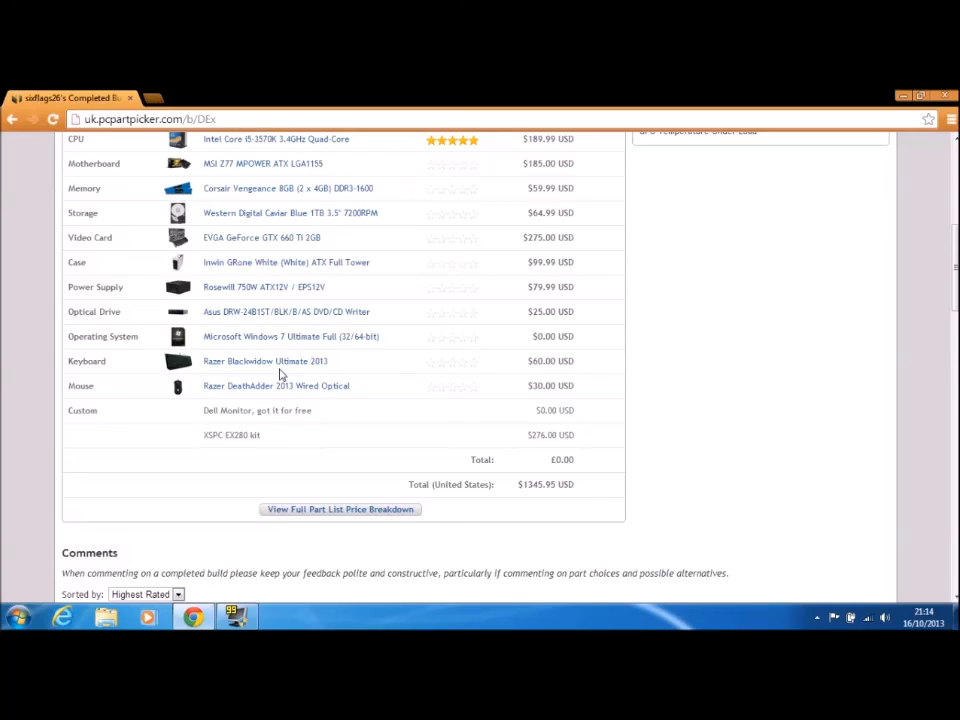 sixflags26's Completed Bu
uk.pcpartpicker.com/b/DEx
CPU Intel Core i5-3570K 3.4GHz Quad-Core $189.99 USD
Motherboard MSI Z77 MPOWER ATX LGA1155 $185.00 USD
Memory Corsair Vengeance 8GB (2 x 4GB) DDR3-1600 $59.99 USD
Storage Western Digital Caviar Blue 1TB 3.5" 7200RPM $64.99 USD
Video Card EVGA GeForce GTX 660 TI 2GB $275.00 USD
Case Inwin GRone White (White) ATX Full Tower $99.99 USD
Power Supply Rosewill 750W ATX12V / EPS12V $79.99 USD
Optical Drive Asus DRW-24B1ST/BLK/B/AS DVD/CD Writer $25.00 USD
Operating System Microsoft Windows 7 Ultimate Full (32/64-bit) $0.00 USD
Keyboard Razer Blackwidow Ultimate 2013 $60.00 USD
Mouse Razer DeathAdder 2013 Wired Optical $30.00 USD
Custom Dell Monitor, got it for free $0.00 USD
XSPC EX280 kit $276.00 USD
Total: £0.00
Total (United States): $1345.95 USD
View Full Part List Price Breakdown
Comments
When commenting on a completed build please keep your feedback polite and constructive, particularly if commenting on part choices and possible alternatives.
Sorted by: Highest Rated
99
21:14
16/10/2013